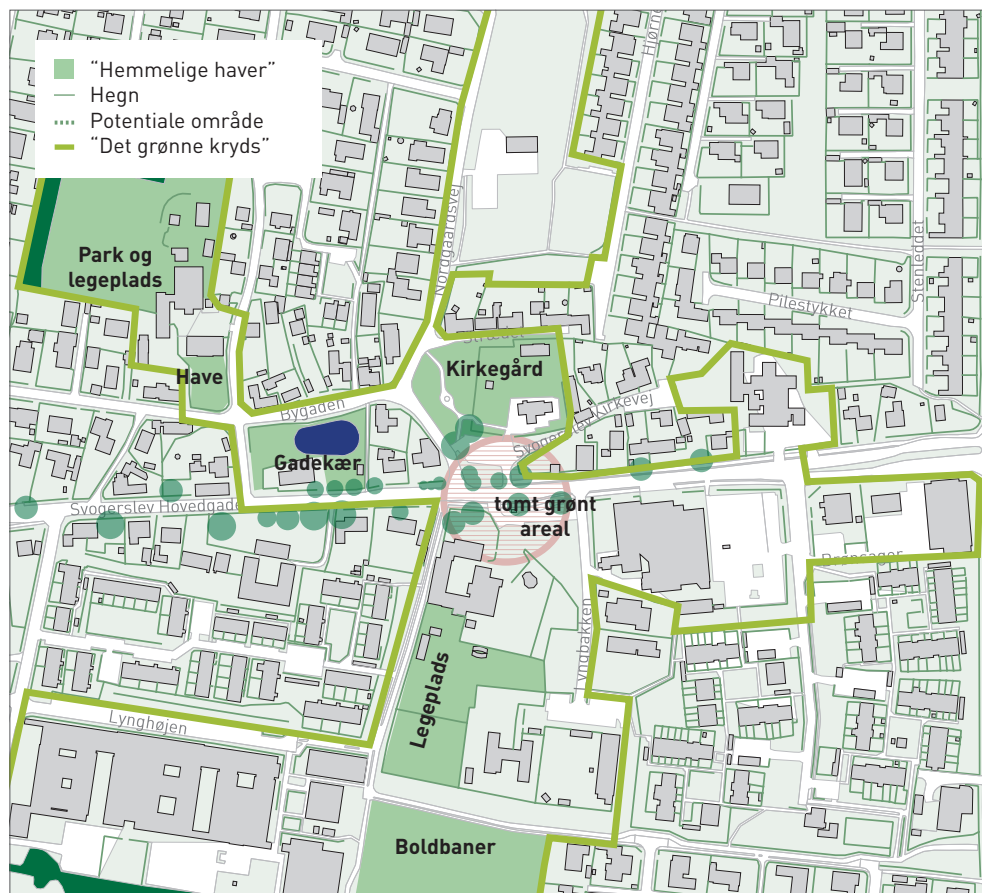 “Hemmelige haver”
Hegn
Potentiale område
“Det grønne kryds”
Park og
legeplads
Have
Bygaden
Gadekær
Kirkegård
Strædet
Nordgaardsvej
Pilestykket
Stenleddet
Svogerslev Kirkevej
Svogerslev Hovedgade
tomt grønt
areal
Lynghøjen
Legeplads
Boldbaner